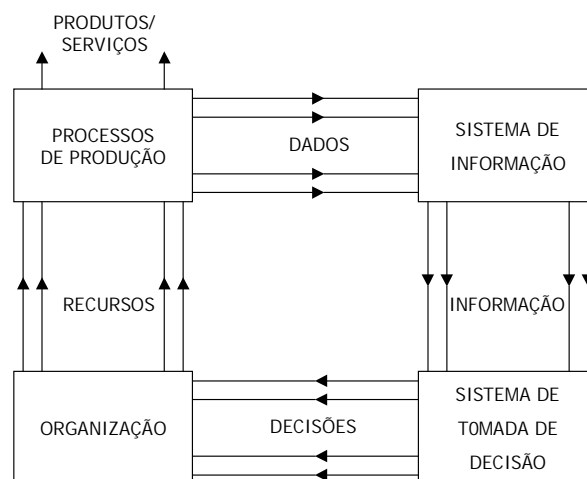 PRODUTOS/
SERVIÇOS
PROCESSOS
DE PRODUÇÃO
DADOS
SISTEMA DE
INFORMAÇÃO
RECURSOS
INFORMAÇÃO
ORGANIZAÇÃO
DECISÕES
SISTEMA DE
T0MADA DE
DECISÃO